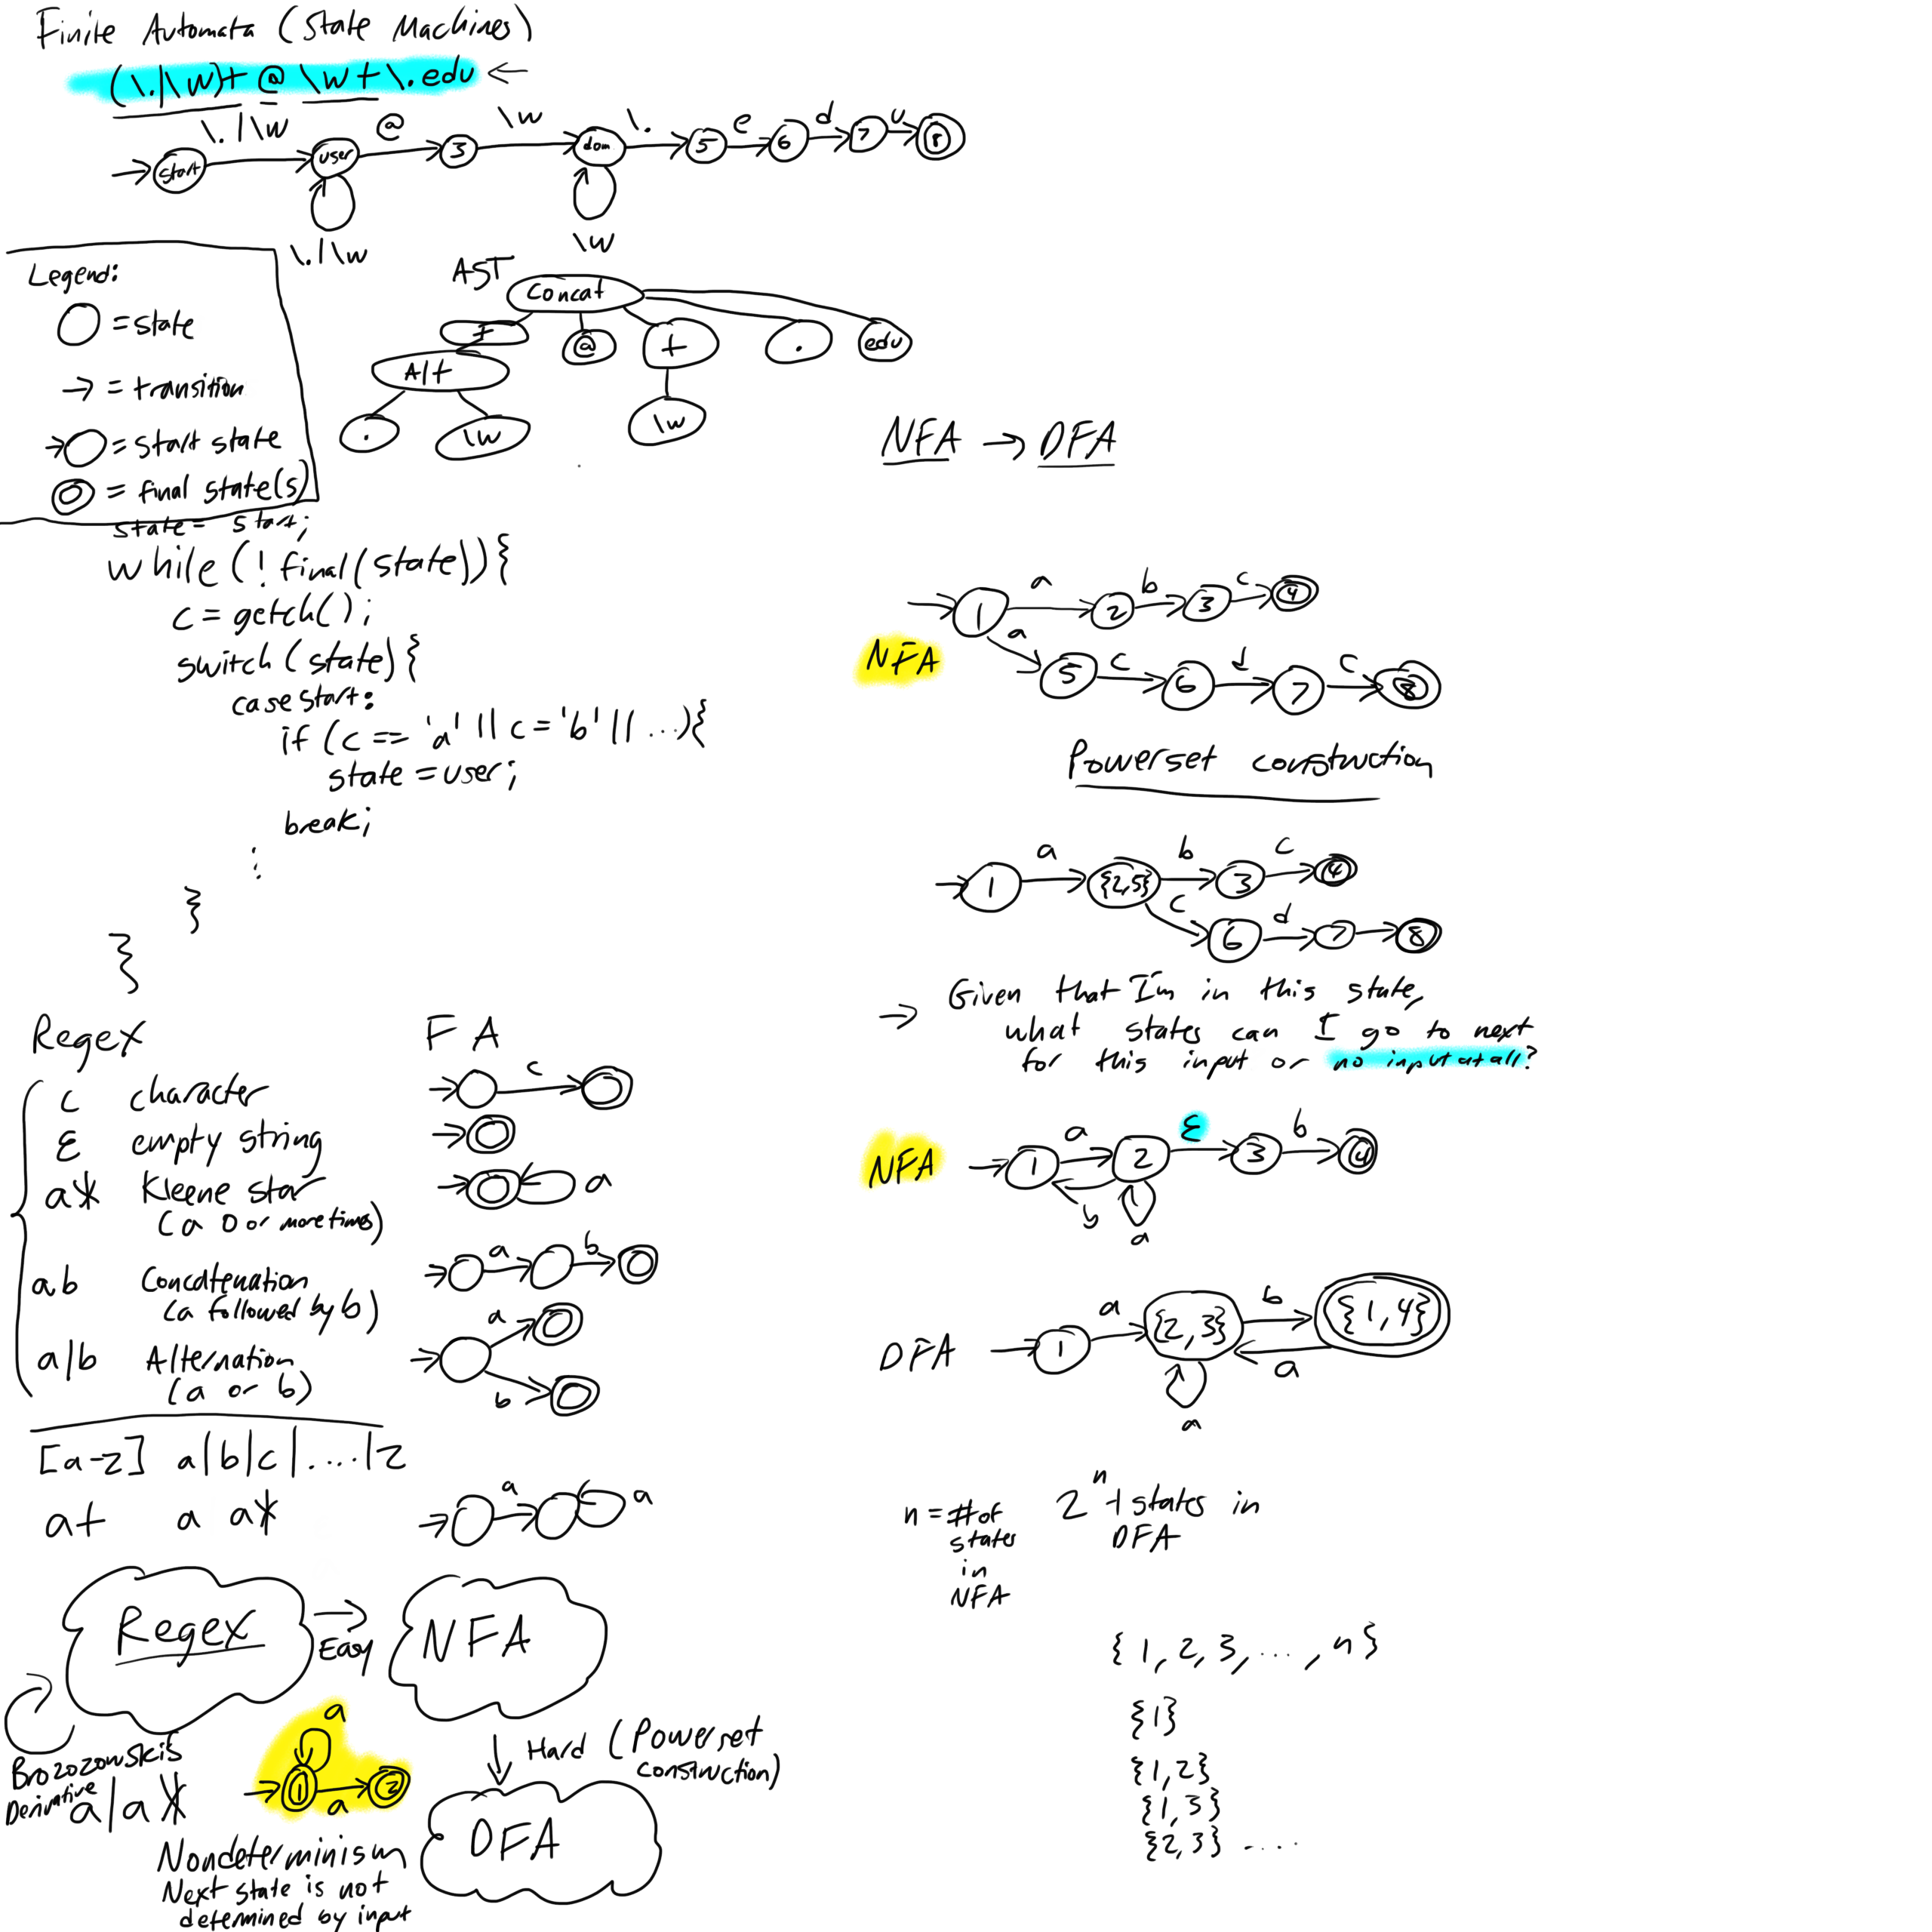 Finite Automata (State Machines)
(\.|\w)+ @ \w+ \.edu ←
\.|\w @ \w \. e d u
start user 3 dom 5 6 7 8
\.|\w \w
Legend:
○ = state
→ = transition
→○ = start state
◎ = final state(s)
AST
Concat
+ @ + . edu
Alt
. \w \w
state = start;
while (! final(state)){
c = getch();
switch (state){
case start:
if (c == 'a' || c = 'b' || ...){
state = user;
break;
:
}
}
Regex FA
c character
c
ε empty string
a* Kleene star
(a 0 or more times)
a
ab Concatenation
(a followed by b)
a b
a|b Alternation
(a or b)
a
b
[a-z] a|b|c|....|z
a+ a a*
a a
Regex → Easy NFA
Brozozowski's
Derivative
a|a*
a
1 a 2
Nondeterminism
Next state is not
determined by input
↓ Hard (Powerset
construction)
DFA
NFA → DFA
NFA
1 a 2 b 3 c 4
a 5 c 6 d 7 c 8
Powerset construction
1 a {2,5} b 3 c 4
c 6 d 7 8
→ Given that I'm in this state,
what states can I go to next
for this input or no input at all?
NFA
1 a 2 ε 3 b 4
b a
DFA
1 a {2,3} b {1,4}
a
a
n = # of
states
in
NFA
2^n-1 states in
DFA
{1, 2, 3, ..., n}
{1}
{1,2}
{1,3}
{2,3} ....